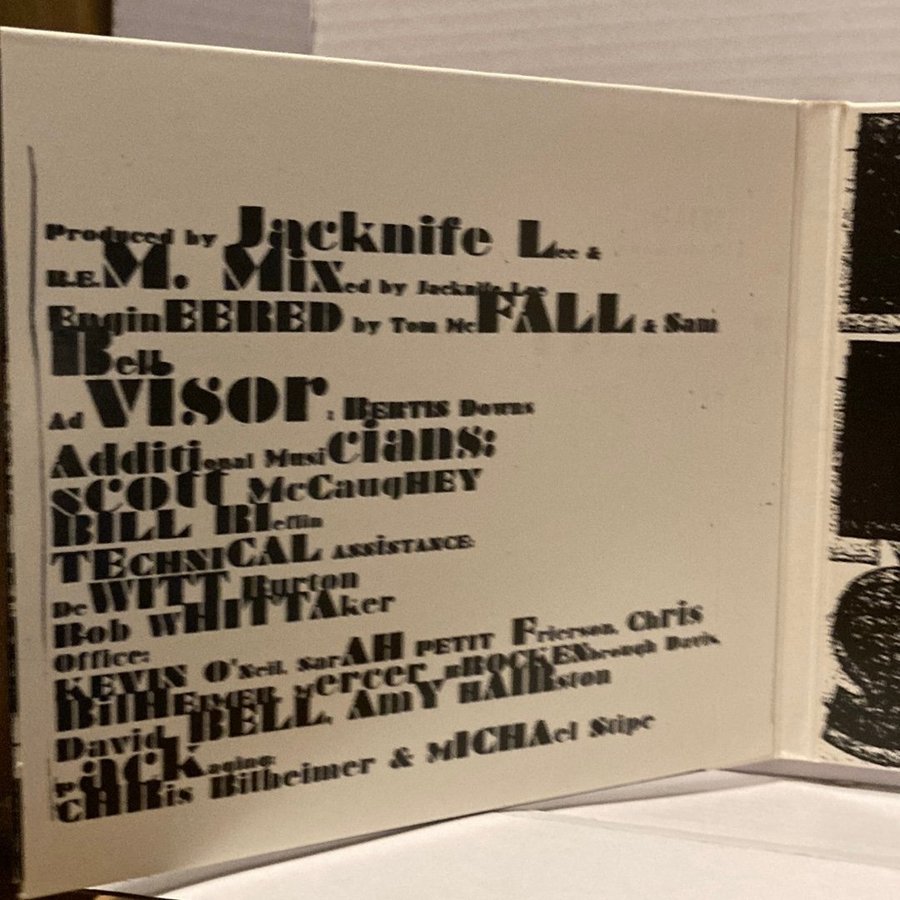 Produced by Jacknife Lee &
R.E.M. Mixed by Jacknife Lee
EnginEERED by Tom McFALL & Sam
Bell
Advisor: BERTIS Downs
Additional Musicians:
SCOtt McCaugHEY
BILL RIeflin
TECHNiCAL ASSiSTANCE:
DeWITT Burton
Bob WHITTAker
Office:
KEVIN O'Neil, SarAH PETIT Frierson, Chris
BilHEIMER, Mercer BROCKENbrough Davis,
David BELL, AmY HAIRston
PACKaging:
CHRis Bilheimer & MICHAel Stipe